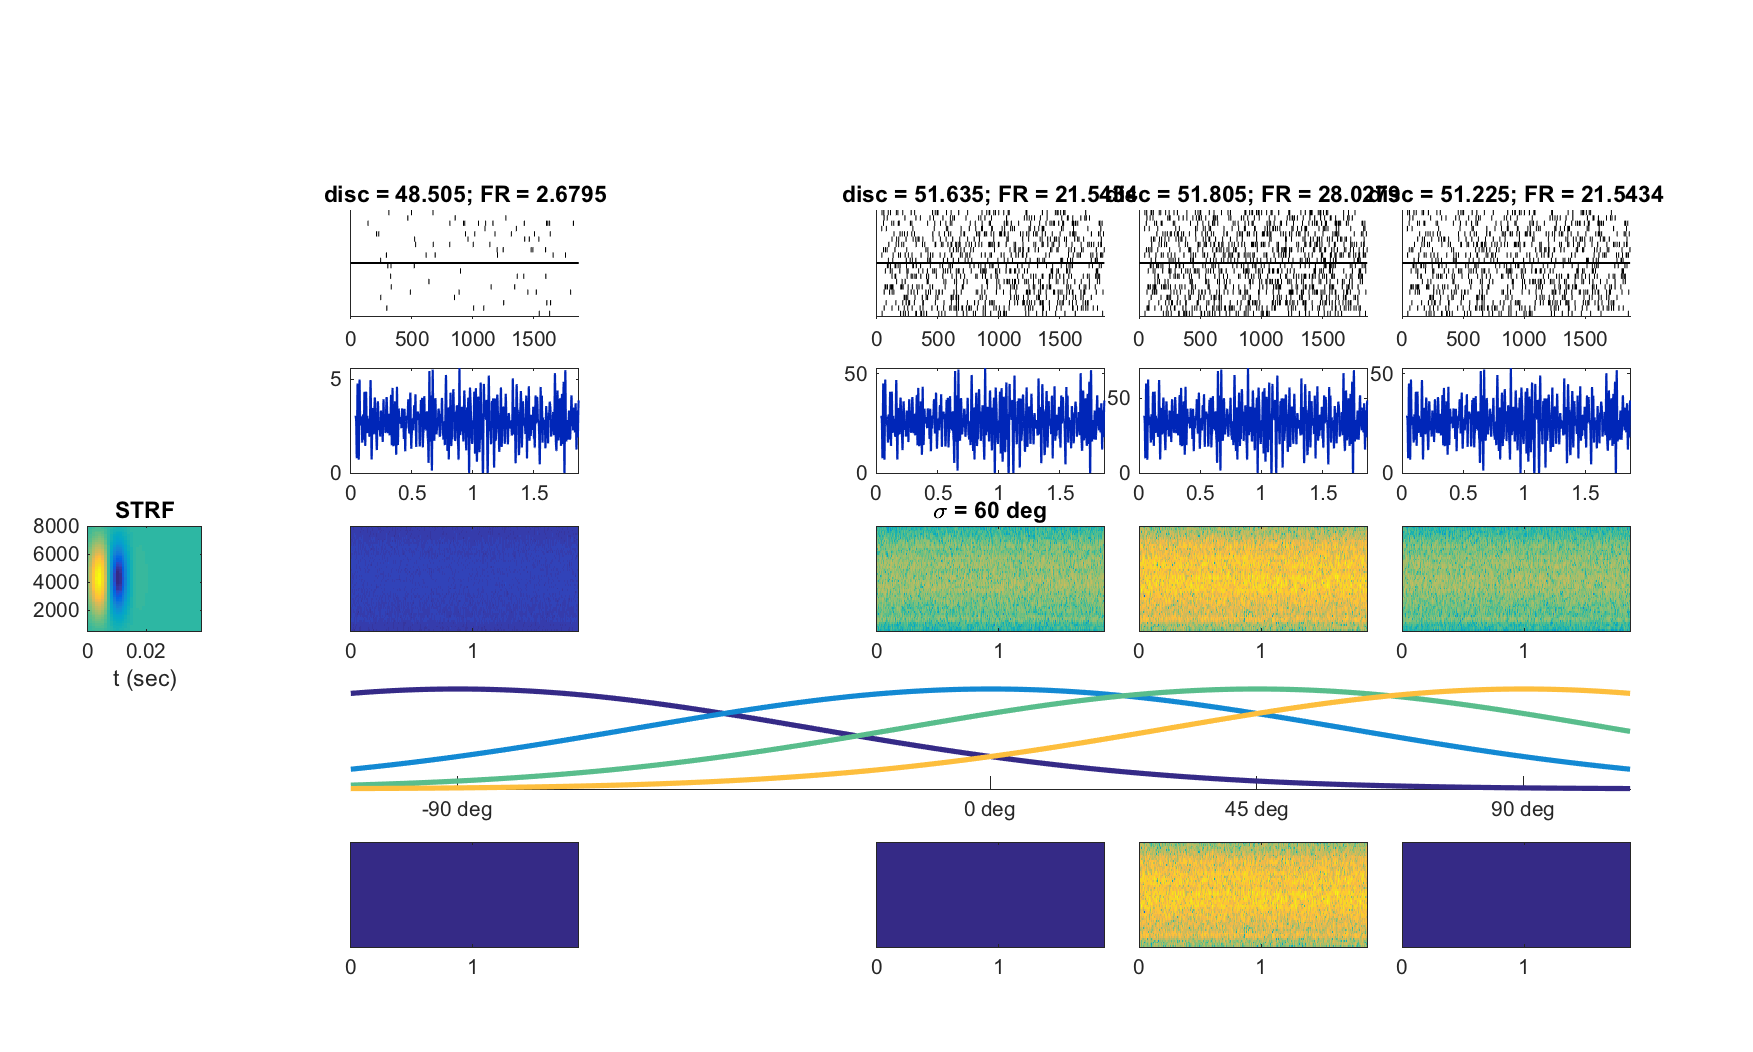 disc = 48.505; FR = 2.6795
disc = 51.635; FR = 21.5434
disc = 51.805; FR = 28.0279
disc = 51.225; FR = 21.5434
0 500 1000 1500
0 500 1000 1500
0 500 1000 1500
0 500 1000 1500
5
0
0 0.5 1 1.5
50
0
0 0.5 1 1.5
50
0
0 0.5 1 1.5
50
0
0 0.5 1 1.5
STRF
8000
6000
4000
2000
0 0.02
t (sec)
σ = 60 deg
0 1
0 1
0 1
0 1
-90 deg 0 deg 45 deg 90 deg
0 1
0 1
0 1
0 1